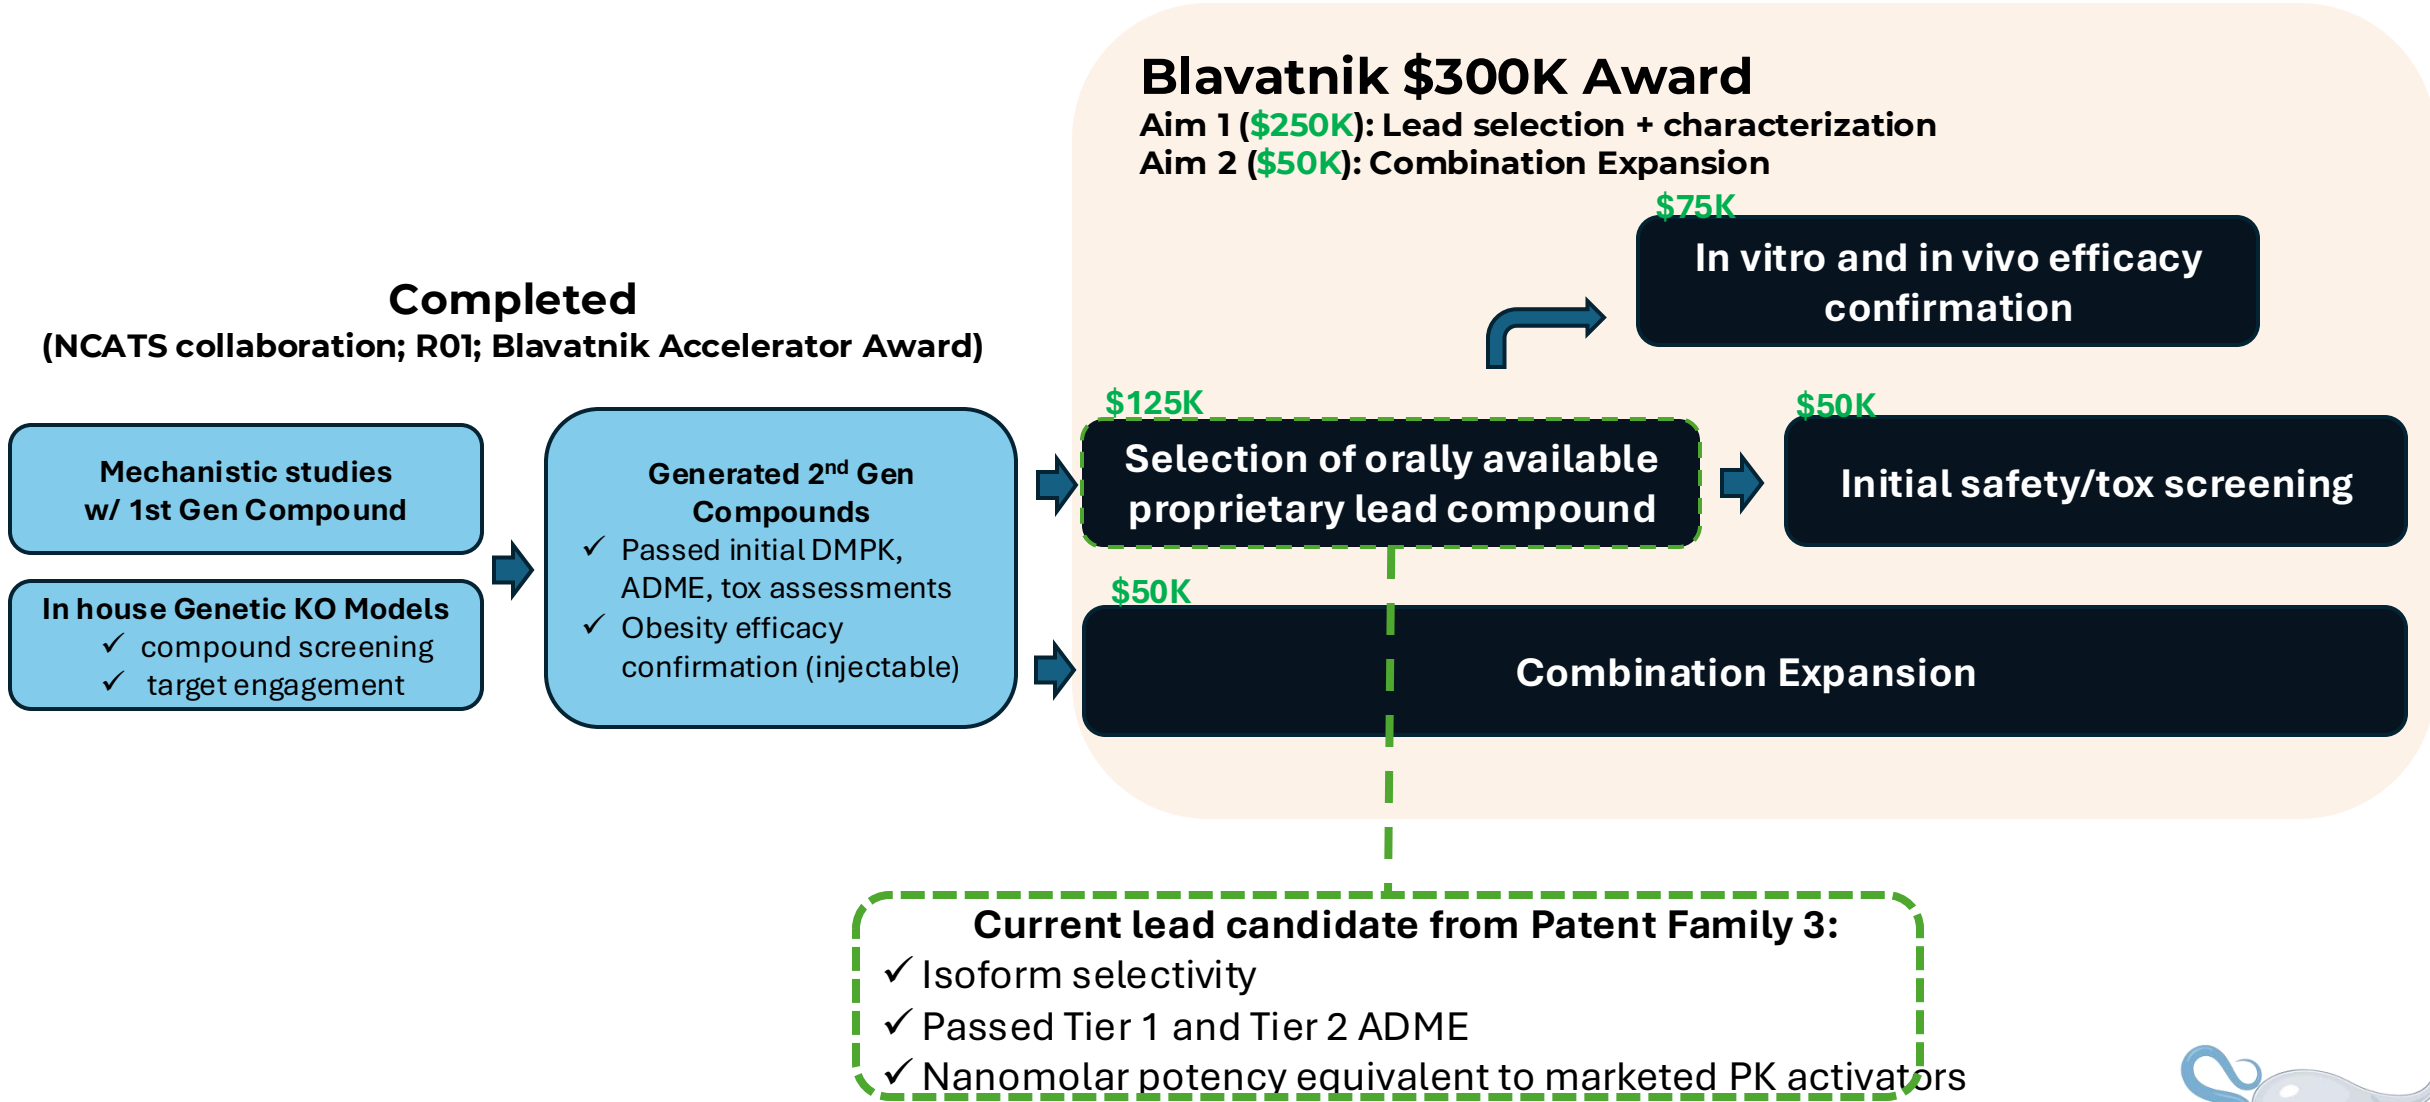 Blavatnik $300K Award
Aim 1 ($250K): Lead selection + characterization
Aim 2 ($50K): Combination Expansion
$75K
In vitro and in vivo efficacy
confirmation
Completed
(NCATS collaboration; R01; Blavatnik Accelerator Award)
Mechanistic studies
w/ 1st Gen Compound
In house Genetic KO Models
✓ compound screening
✓ target engagement
Generated 2nd Gen
Compounds
✓ Passed initial DMPK,
ADME, tox assessments
✓ Obesity efficacy
confirmation (injectable)
$125K
Selection of orally available
proprietary lead compound
$50K
Initial safety/tox screening
$50K
Combination Expansion
Current lead candidate from Patent Family 3:
✓ Isoform selectivity
✓ Passed Tier 1 and Tier 2 ADME
✓ Nanomolar potency equivalent to marketed PK activators